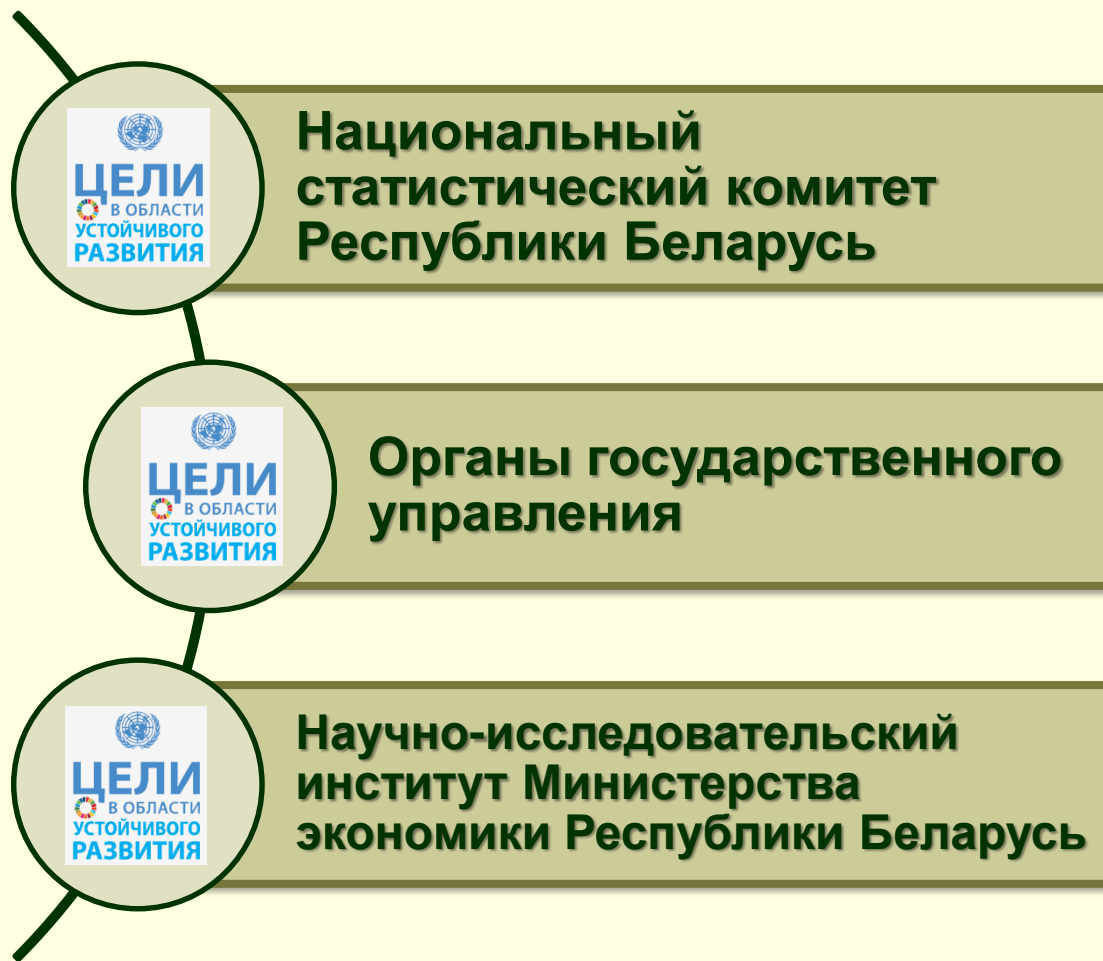 ЦЕЛИ
В ОБЛАСТИ
УСТОЙЧИВОГО
РАЗВИТИЯ
Национальный
статистический комитет
Республики Беларусь
ЦЕЛИ
В ОБЛАСТИ
УСТОЙЧИВОГО
РАЗВИТИЯ
Органы государственного
управления
ЦЕЛИ
В ОБЛАСТИ
УСТОЙЧИВОГО
РАЗВИТИЯ
Научно-исследовательский
институт Министерства
экономики Республики Беларусь